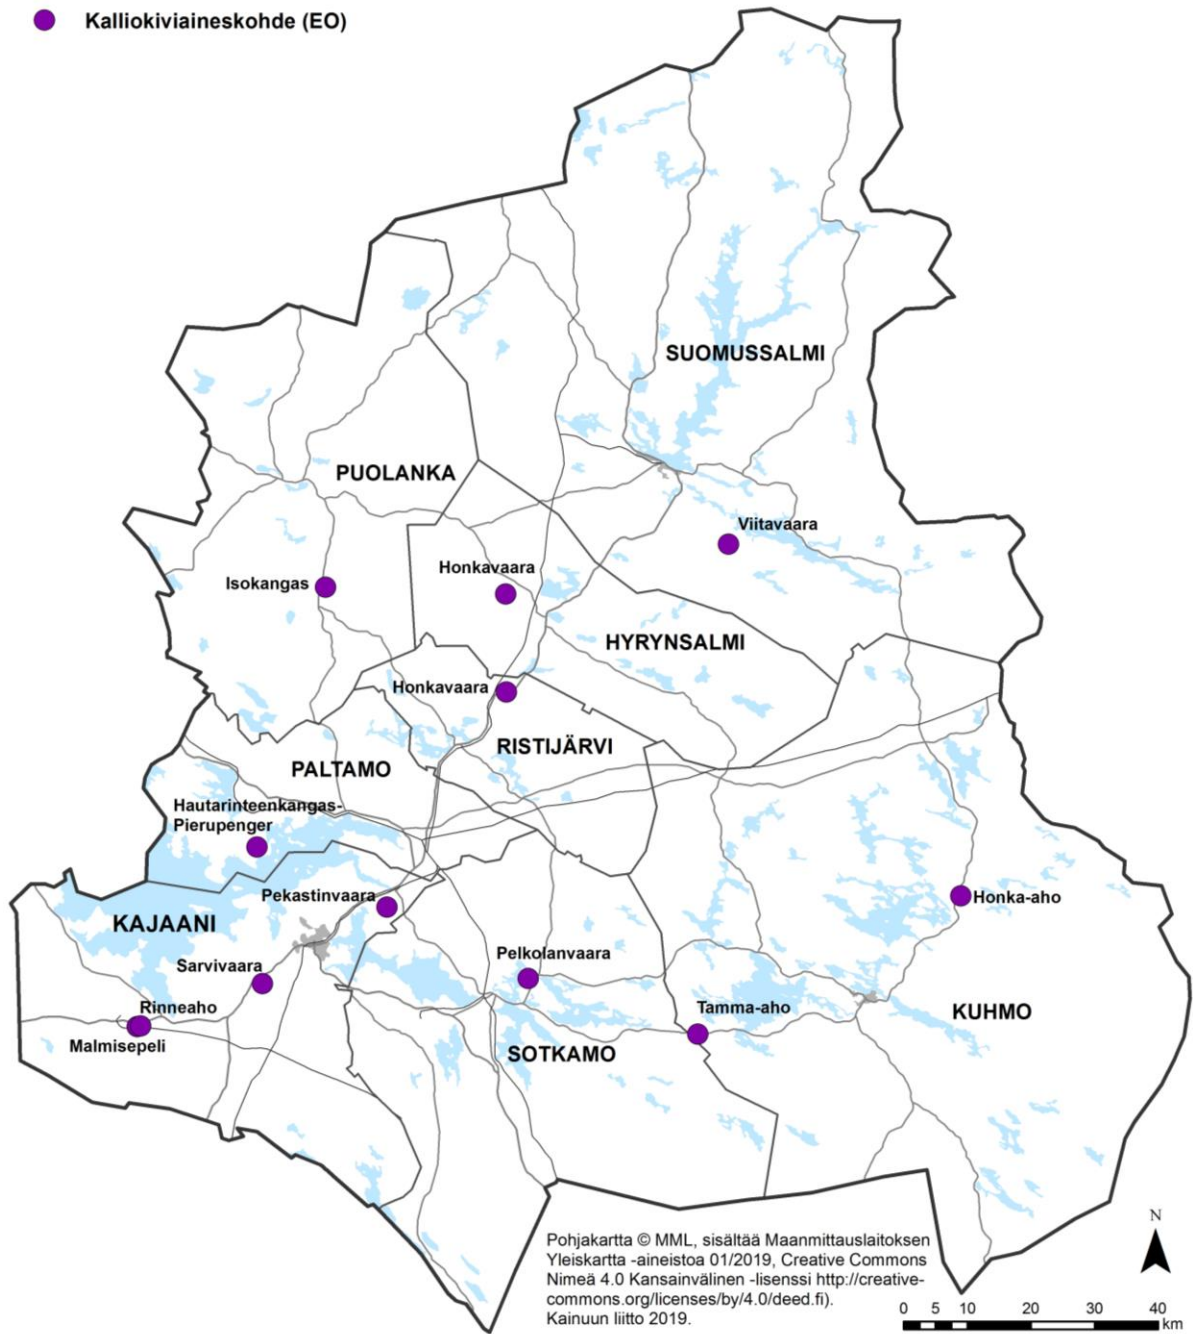 Kalliokiviaineskohde (EO)
SUOMUSSALMI
PUOLANKA
Viitavaara
Honkavaara
Isokangas
HYRYNSALMI
Honkavaara
RISTIJÄRVI
PALTAMO
Hautarinteenkangas-
Pierupenger
Pekastinvaara
Honka-aho
KAJAANI
Pelkolanvaara
Sarvivaara
Rinneaho
Tamma-aho
KUHMO
Malmisepeli
SOTKAMO
N
Pohjakartta © MML, sisältää Maanmittauslaitoksen
Yleiskartta -aineistoa 01/2019, Creative Commons
Nimeä 4.0 Kansainvälinen -lisenssi http://creative-
commons.org/licenses/by/4.0/deed.fi).
Kainuun liitto 2019.
0 5 10 20 30 40
km